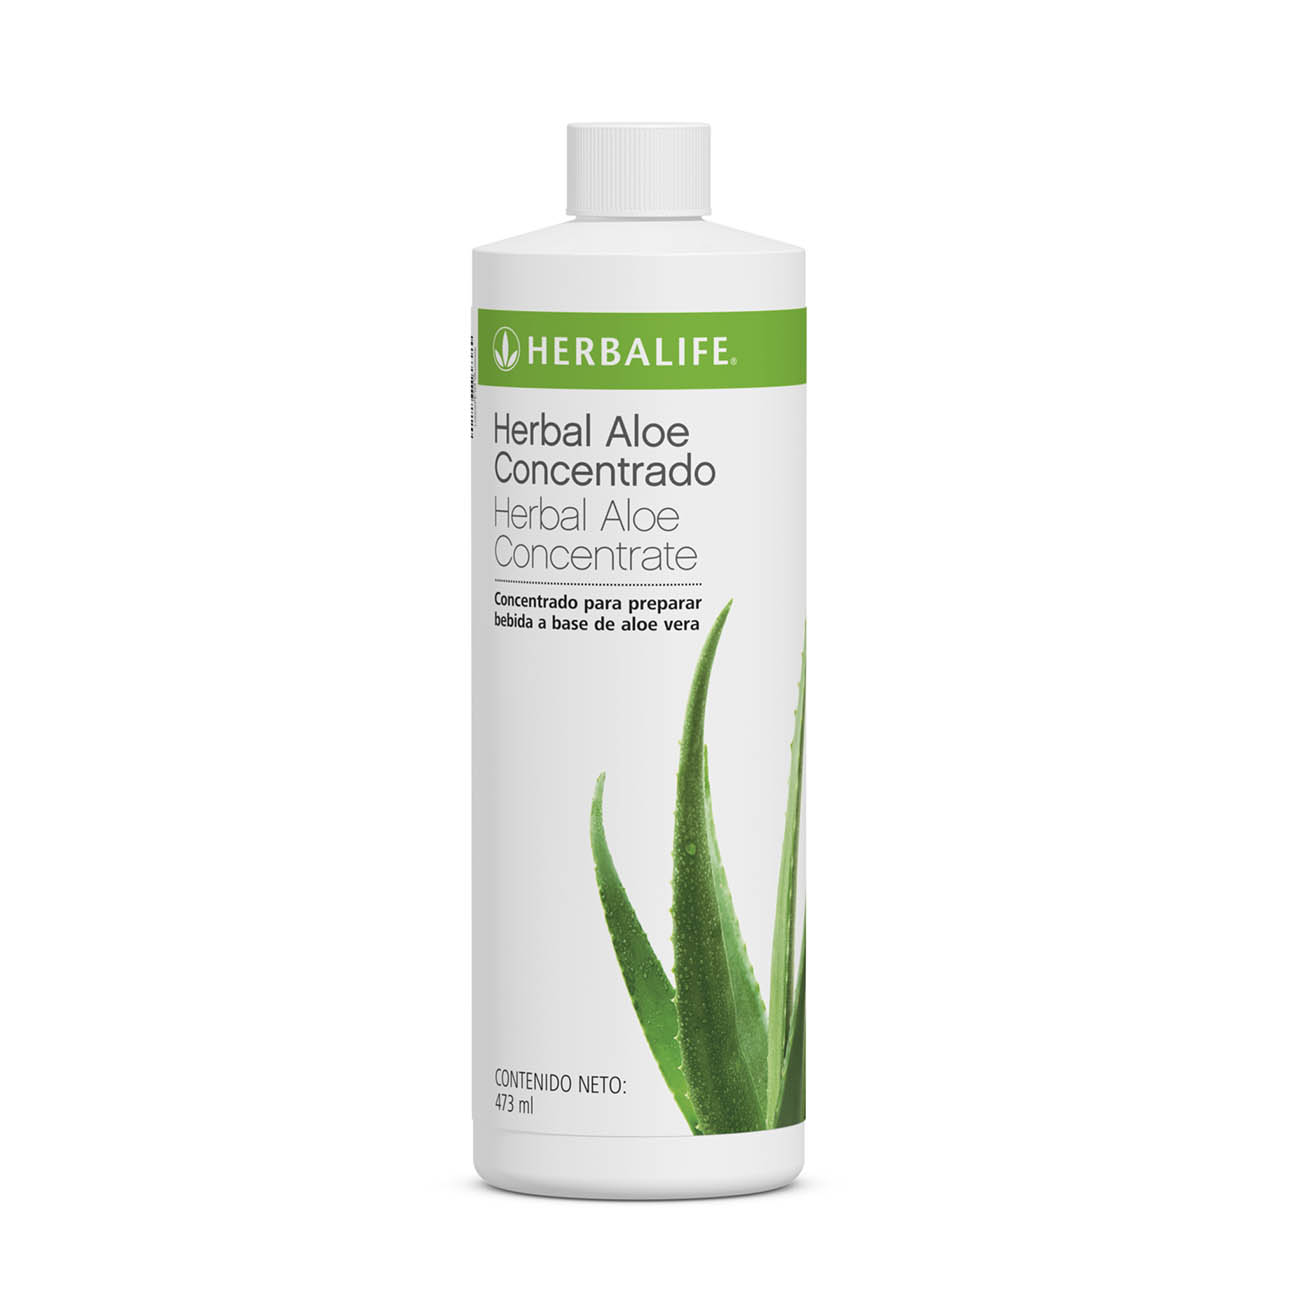 HERBALIFE®
Herbal Aloe
Concentrado
Herbal Aloe
Concentrate
Concentrado para preparar
bebida a base de aloe vera
CONTENIDO NETO:
473 ml